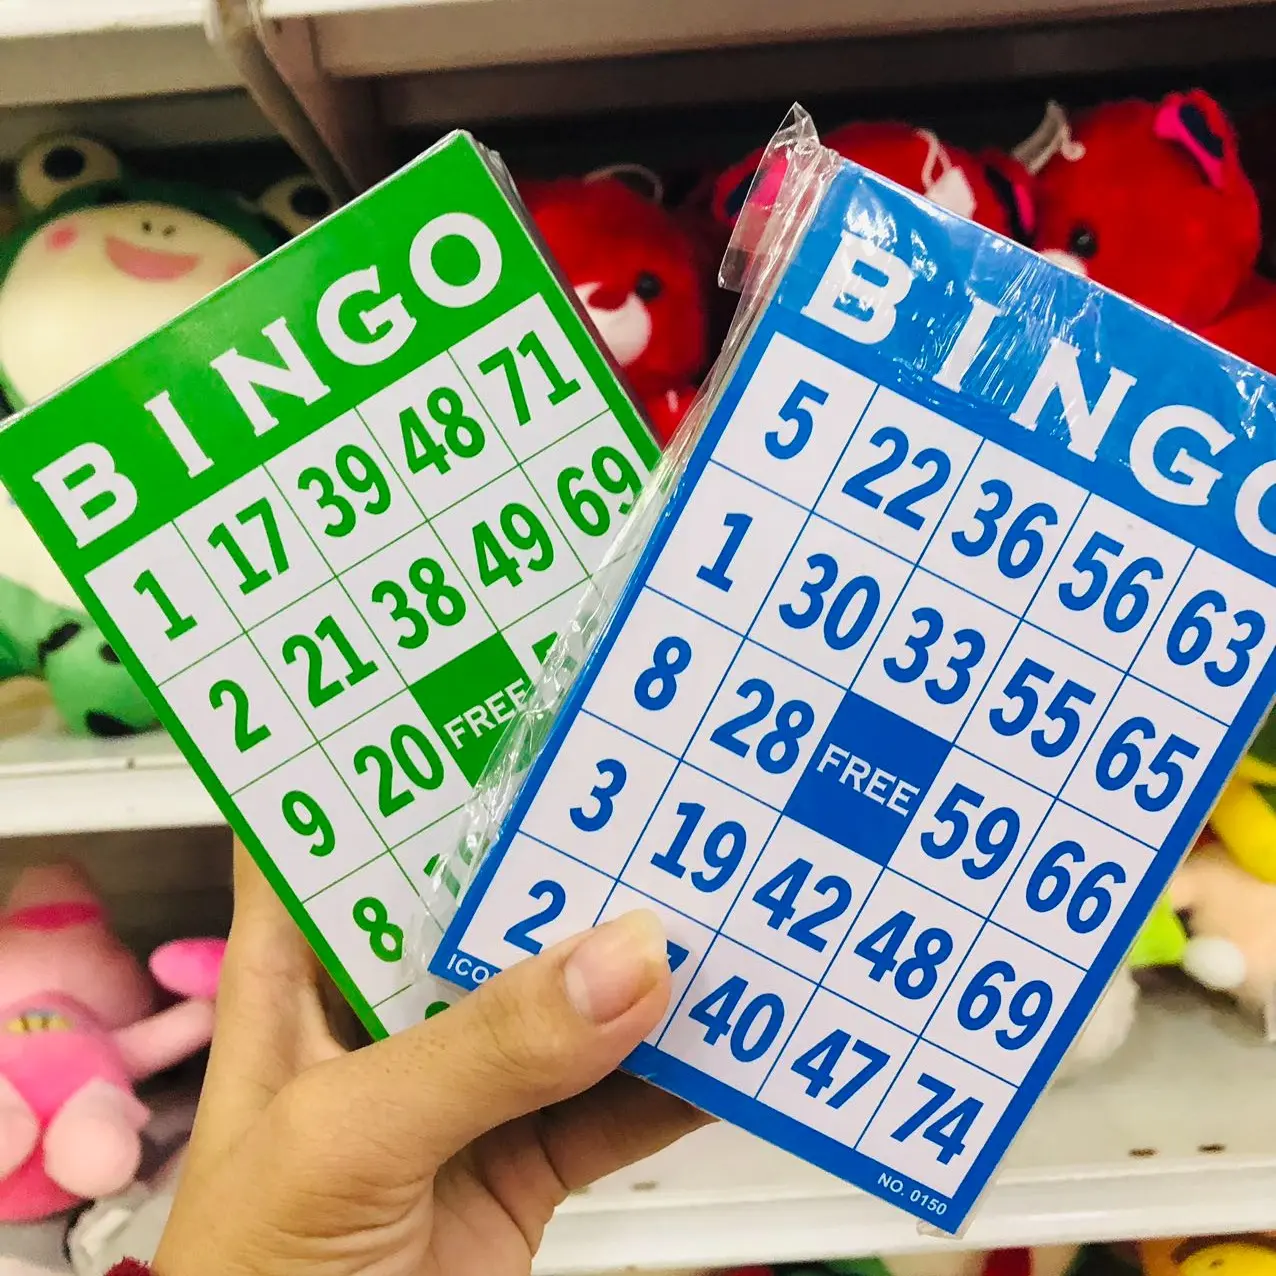 BINGO
1 17 39 48 71
2 21 38 49 69
9 20 FREE
8
BINGO
5 22 36 56 63
1 30 33 55 65
8 28 FREE 59 66
3 19 42 48 69
2 40 47 74
NO. 0150